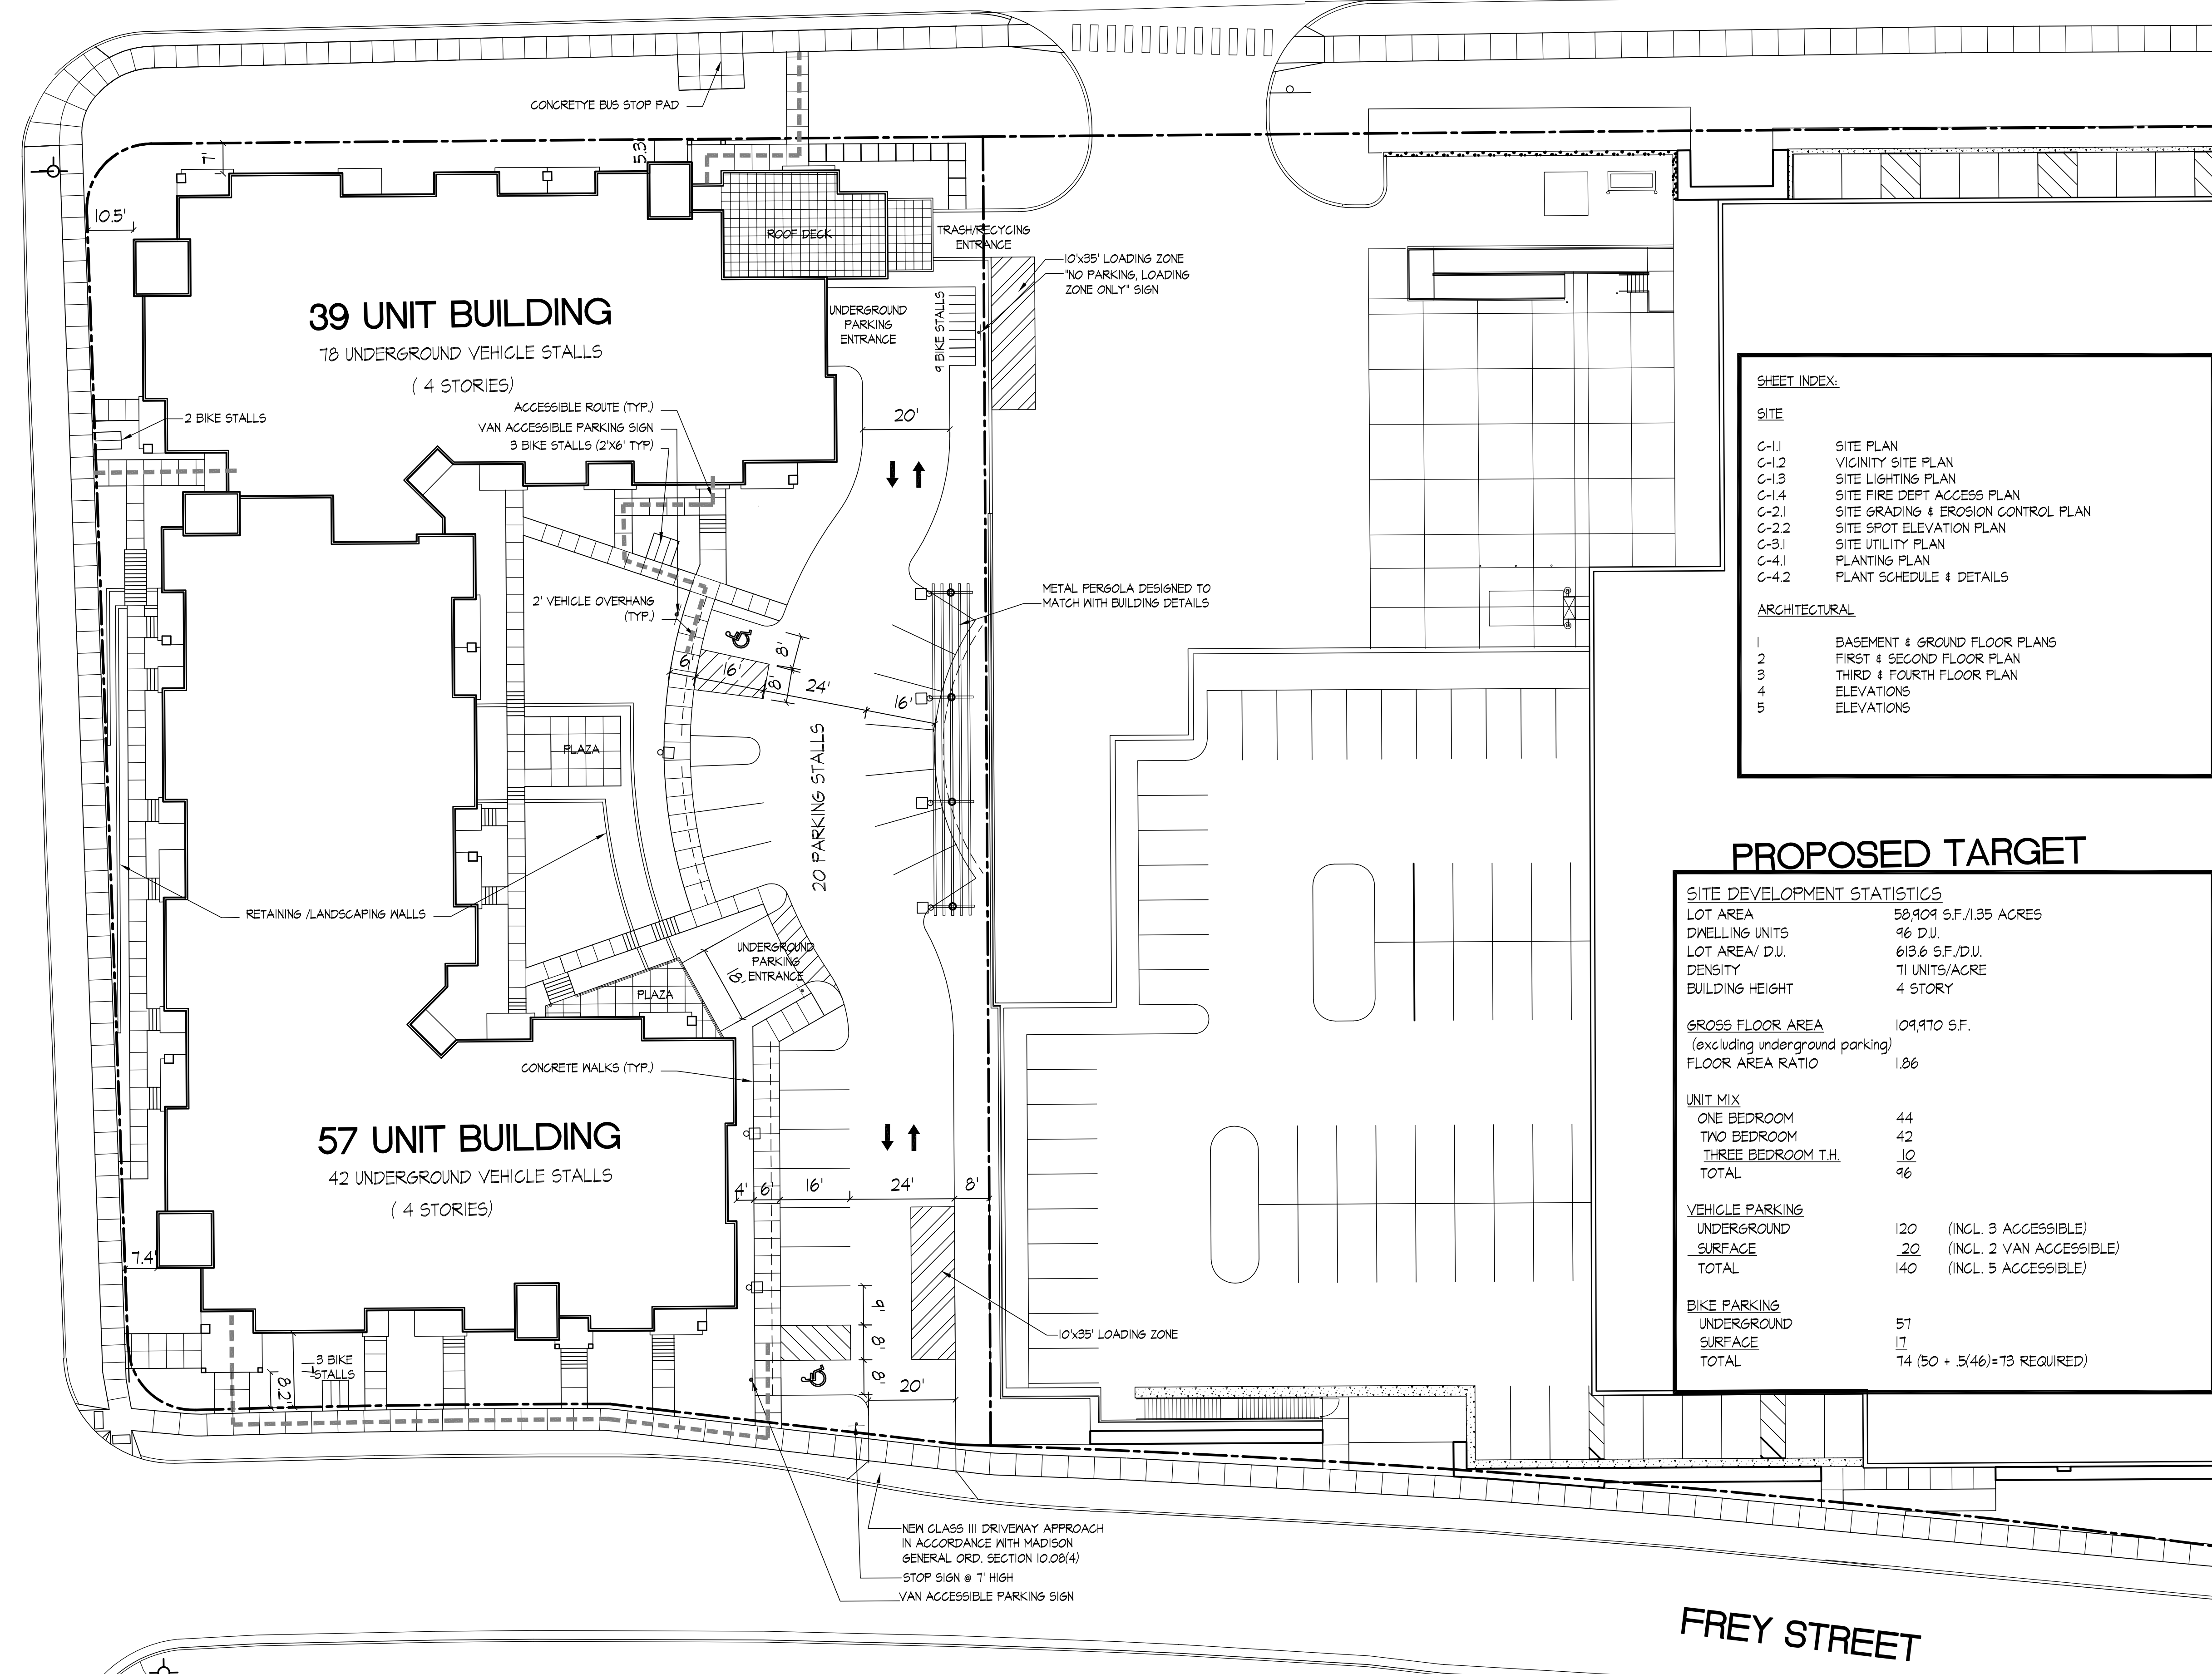 CONCRETYE BUS STOP PAD
7'
5.3'
10.5'
ROOF DECK
TRASH/RECYCING
ENTRANCE
10'x35' LOADING ZONE
"NO PARKING, LOADING
ZONE ONLY" SIGN
39 UNIT BUILDING
78 UNDERGROUND VEHICLE STALLS
( 4 STORIES)
UNDERGROUND
PARKING
ENTRANCE
9 BIKE STALLS
2 BIKE STALLS
ACCESSIBLE ROUTE (TYP.)
VAN ACCESSIBLE PARKING SIGN
3 BIKE STALLS (2'X6' TYP)
20'
2' VEHICLE OVERHANG
(TYP.)
METAL PERGOLA DESIGNED TO
MATCH WITH BUILDING DETAILS
8'
6'
16'
8'
24'
16'
PLAZA
20 PARKING STALLS
RETAINING /LANDSCAPING WALLS
UNDERGROUND
PARKING
ENTRANCE
18'
PLAZA
CONCRETE WALKS (TYP.)
57 UNIT BUILDING
42 UNDERGROUND VEHICLE STALLS
( 4 STORIES)
4'
6'
16'
24'
8'
7.4'
9'
8'
8'
10'x35' LOADING ZONE
3 BIKE
STALLS
8.2'
20'
NEW CLASS III DRIVEWAY APPROACH
IN ACCORDANCE WITH MADISON
GENERAL ORD. SECTION 10.08(4)
STOP SIGN @ 7' HIGH
VAN ACCESSIBLE PARKING SIGN
FREY STREET
SHEET INDEX:
SITE
C-1.1 SITE PLAN
C-1.2 VICINITY SITE PLAN
C-1.3 SITE LIGHTING PLAN
C-1.4 SITE FIRE DEPT ACCESS PLAN
C-2.1 SITE GRADING & EROSION CONTROL PLAN
C-2.2 SITE SPOT ELEVATION PLAN
C-3.1 SITE UTILITY PLAN
C-4.1 PLANTING PLAN
C-4.2 PLANT SCHEDULE & DETAILS
ARCHITECTURAL
1 BASEMENT & GROUND FLOOR PLANS
2 FIRST & SECOND FLOOR PLAN
3 THIRD & FOURTH FLOOR PLAN
4 ELEVATIONS
5 ELEVATIONS
PROPOSED TARGET
SITE DEVELOPMENT STATISTICS
LOT AREA 58,909 S.F./1.35 ACRES
DWELLING UNITS 96 D.U.
LOT AREA/ D.U. 613.6 S.F./D.U.
DENSITY 71 UNITS/ACRE
BUILDING HEIGHT 4 STORY
GROSS FLOOR AREA 109,970 S.F.
(excluding underground parking)
FLOOR AREA RATIO 1.86
UNIT MIX
ONE BEDROOM 44
TWO BEDROOM 42
THREE BEDROOM T.H. 10
TOTAL 96
VEHICLE PARKING
UNDERGROUND 120 (INCL. 3 ACCESSIBLE)
SURFACE 20 (INCL. 2 VAN ACCESSIBLE)
TOTAL 140 (INCL. 5 ACCESSIBLE)
BIKE PARKING
UNDERGROUND 57
SURFACE 17
TOTAL 74 (50 + .5(46)=73 REQUIRED)